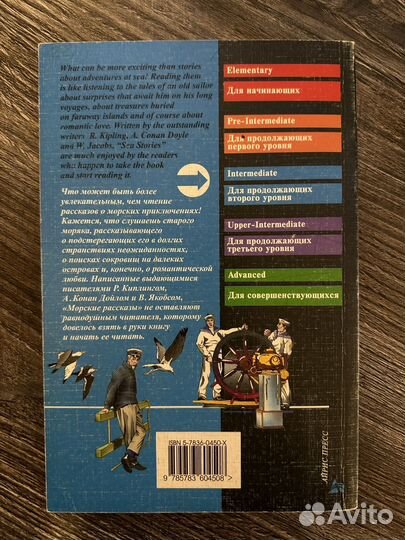 What can be more exciting than stories
about adventures at sea! Reading them
is like listening to the tales of an old sailor
about surprises that await him on his long
voyages, about treasures buried
on faraway islands and of course about
romantic love. Written by the outstanding
writers R. Kipling, A. Conan Doyle
and W. Jacobs, “Sea Stories”
are much enjoyed by the readers
who happen to take the book
and start reading it.
Что может быть более
увлекательным, чем чтение
рассказов о морских приключениях!
Кажется, что слушаешь старого
моряка, рассказывающего
о подстерегающих его в долгих
странствиях неожиданностях,
о поисках сокровищ на далеких
островах и, конечно, о романтической
любви. Написанные выдающимися
писателями Р. Киплингом,
А. Конан Дойлом и В. Якобсом,
«Морские рассказы» не оставляют
равнодушным читателя, которому
довелось взять в руки книгу
и начать ее читать.
Elementary
Для начинающих
Pre-Intermediate
Для продолжающих
первого уровня
Intermediate
Для продолжающих
второго уровня
Upper-Intermediate
Для продолжающих
третьего уровня
Advanced
Для совершенствующихся
ISBN 5-7836-0450-X
9 785783 604508 >
АЙРИС ПРЕСС
Avito